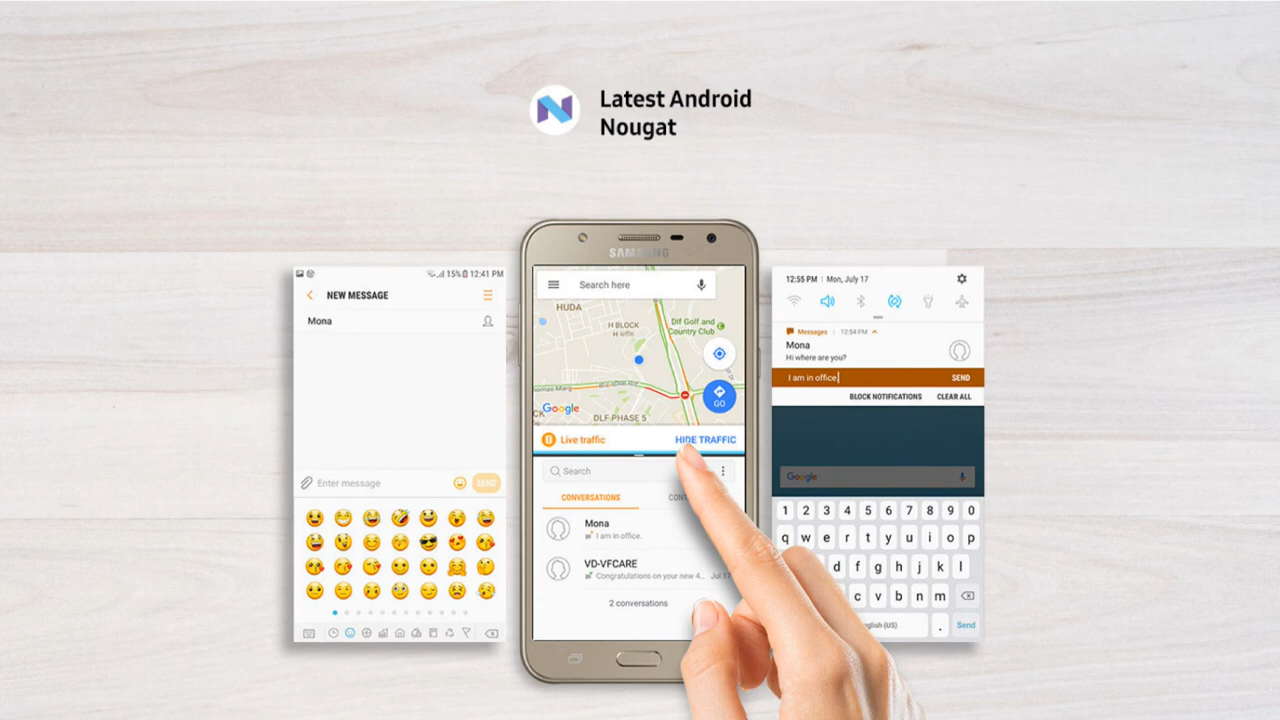 Latest Android
Nougat
15% 12:41 PM
NEW MESSAGE
Mona
Enter message
SEND
SAMSUNG
Search here
HUDA
H BLOCK
Dlf Golf and
Country Club
Google
DLF PHASE 5
GO
Live traffic
HIDE TRAFFIC
Search
CONVERSATIONS
Mona
I am in office.
VD-VFCARE
Congratulations on your new 4... Jul 17
2 conversations
12:55 PM | Mon, July 17
Messages | 12:54 PM
Mona
Hi where are you?
I am in office
SEND
BLOCK NOTIFICATIONS CLEAR ALL
Google
1 2 3 4 5 6 7 8 9 0
q w e r t y u i o p
d f g h j k l
c v b n m
(US) . Send